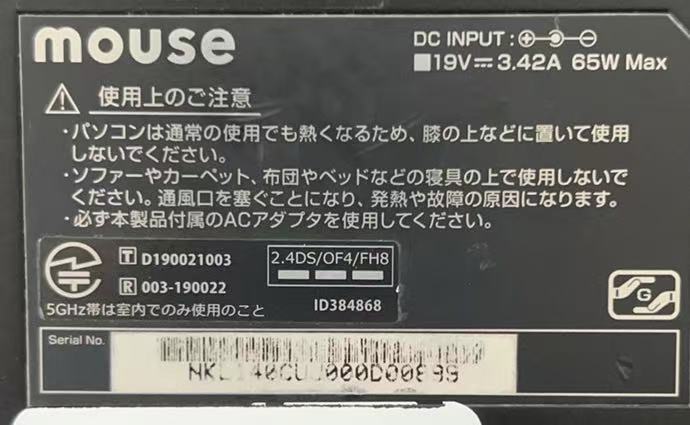 mouse
DC INPUT : ⊕-●-⊖
■19V⎓3.42A 65W Max
使用上のご注意
・パソコンは通常の使用でも熱くなるため、膝の上などに置いて使用
しないでください。
・ソファーやカーペット、布団やベッドなどの寝具の上で使用しないで
ください。通風口を塞ぐことになり、発熱や故障の原因になります。
・必ず本製品付属のACアダプタを使用してください。
T D190021003
R 003-190022
5GHz帯は室内でのみ使用のこと
2.4DS/OF4/FH8
ID384868
G
Serial No.